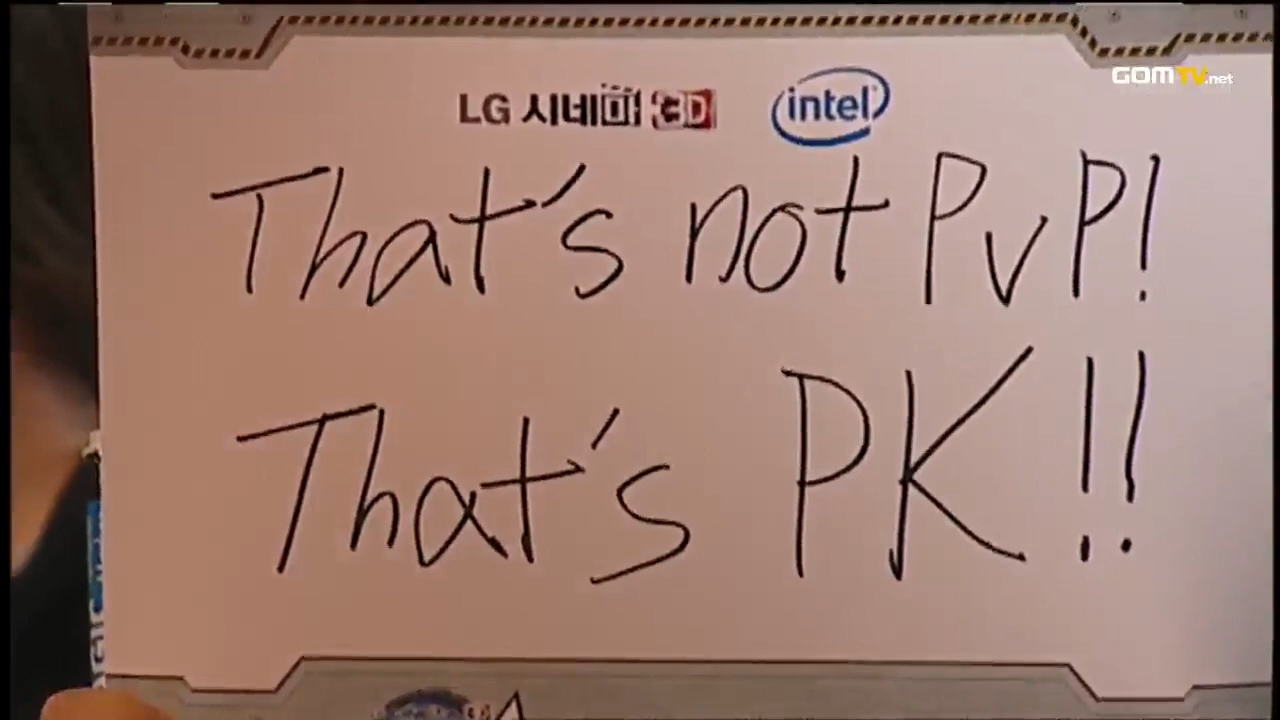 GOMTV.net
LG 시네마 3D
intel
That's not PvP!
That's PK!!